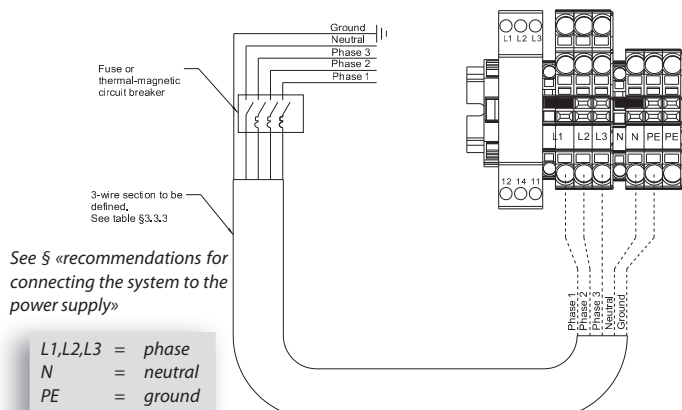 Ground
Neutral
Phase 3
Phase 2
Phase 1
Fuse or
thermal-magnetic
circuit breaker
L1 L2 L3
L1 L2 L3 N N PE PE
12 14 11
3-wire section to be
defined.
See table §3.3.3
See § «recommendations for
connecting the system to the
power supply»
Phase 1
Phase 2
Phase 3
Neutral
Ground
L1,L2,L3 = phase
N = neutral
PE = ground